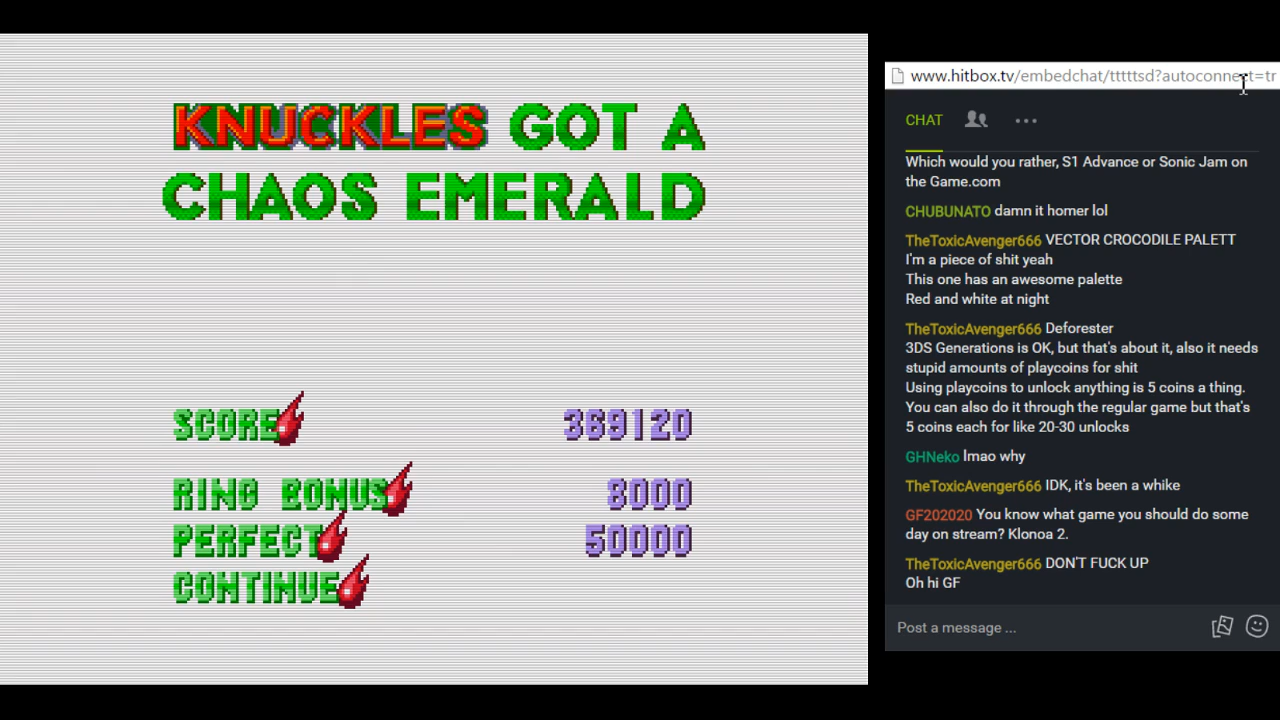 KNUCKLES GOT A
CHAOS EMERALD
SCORE 369120
RING BONUS 8000
PERFECT 50000
CONTINUE
www.hitbox.tv/embedchat/tttttsd?autoconnect=tr
CHAT
Which would you rather, S1 Advance or Sonic Jam on
the Game.com
CHUBUNATO damn it homer lol
TheToxicAvenger666 VECTOR CROCODILE PALETT
I'm a piece of shit yeah
This one has an awesome palette
Red and white at night
TheToxicAvenger666 Deforester
3DS Generations is OK, but that's about it, also it needs
stupid amounts of playcoins for shit
Using playcoins to unlock anything is 5 coins a thing.
You can also do it through the regular game but that's
5 coins each for like 20-30 unlocks
GHNeko lmao why
TheToxicAvenger666 IDK, it's been a whike
GF202020 You know what game you should do some
day on stream? Klonoa 2.
TheToxicAvenger666 DON'T FUCK UP
Oh hi GF
Post a message ...